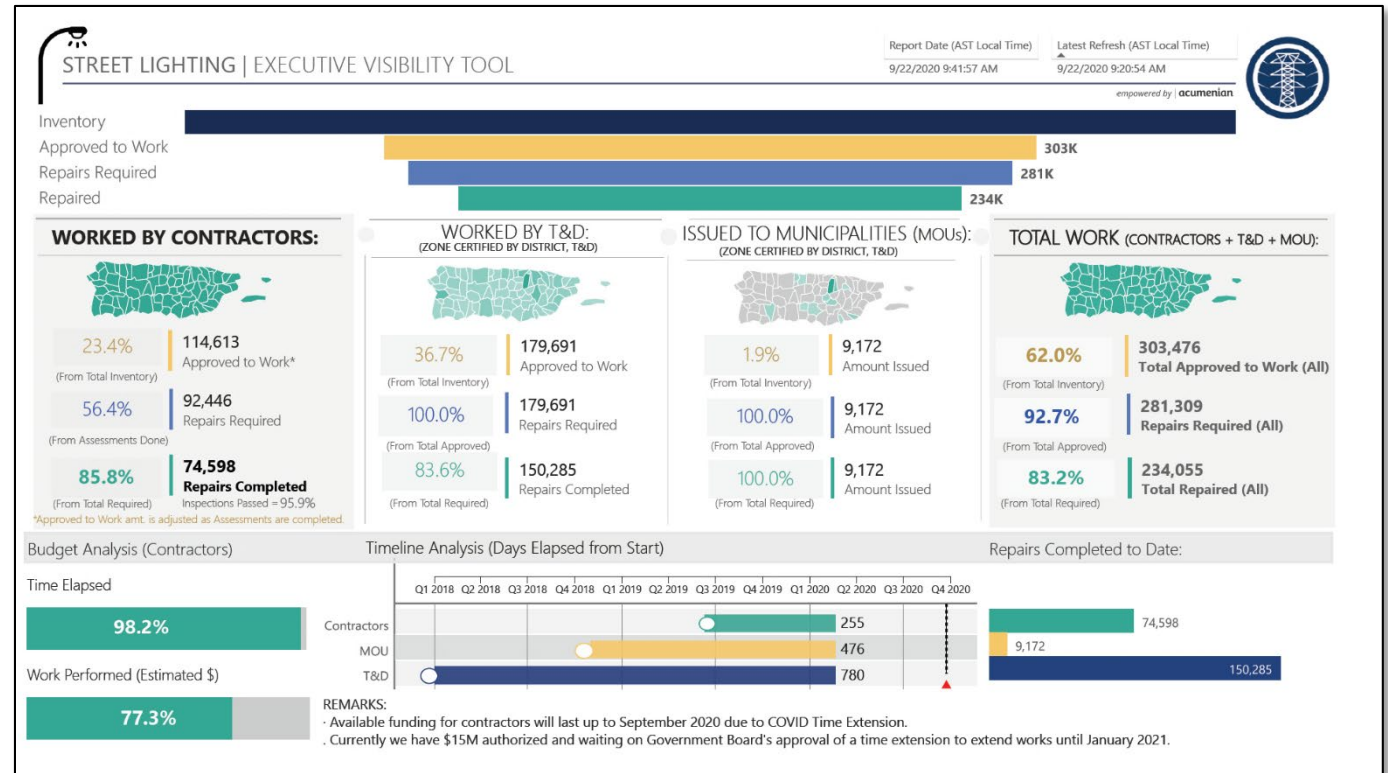 STREET LIGHTING | EXECUTIVE VISIBILITY TOOL
Report Date (AST Local Time)
9/22/2020 9:41:57 AM
Latest Refresh (AST Local Time)
9/22/2020 9:20:54 AM
empowered by | acumenian
Inventory
Approved to Work
303K
Repairs Required
281K
Repaired
234K
WORKED BY CONTRACTORS:
23.4%
(From Total Inventory)
114,613
Approved to Work*
56.4%
(From Assessments Done)
92,446
Repairs Required
85.8%
(From Total Required)
74,598
Repairs Completed
Inspections Passed = 95.9%
*Approved to Work amt. is adjusted as Assessments are completed.
WORKED BY T&D:
(ZONE CERTIFIED BY DISTRICT, T&D)
36.7%
(From Total Inventory)
179,691
Approved to Work
100.0%
(From Total Approved)
179,691
Repairs Required
83.6%
(From Total Required)
150,285
Repairs Completed
ISSUED TO MUNICIPALITIES (MOUs):
(ZONE CERTIFIED BY DISTRICT, T&D)
1.9%
(From Total Inventory)
9,172
Amount Issued
100.0%
(From Total Approved)
9,172
Amount Issued
100.0%
(From Total Required)
9,172
Amount Issued
TOTAL WORK (CONTRACTORS + T&D + MOU):
62.0%
(From Total Inventory)
303,476
Total Approved to Work (All)
92.7%
(From Total Approved)
281,309
Repairs Required (All)
83.2%
(From Total Required)
234,055
Total Repaired (All)
Budget Analysis (Contractors)
Time Elapsed
98.2%
Work Performed (Estimated $)
77.3%
Timeline Analysis (Days Elapsed from Start)
Q1 2018 Q2 2018 Q3 2018 Q4 2018 Q1 2019 Q2 2019 Q3 2019 Q4 2019 Q1 2020 Q2 2020 Q3 2020 Q4 2020
Contractors 255
MOU 476
T&D 780
Repairs Completed to Date:
74,598
9,172
150,285
REMARKS:
· Available funding for contractors will last up to September 2020 due to COVID Time Extension.
. Currently we have $15M authorized and waiting on Government Board's approval of a time extension to extend works until January 2021.